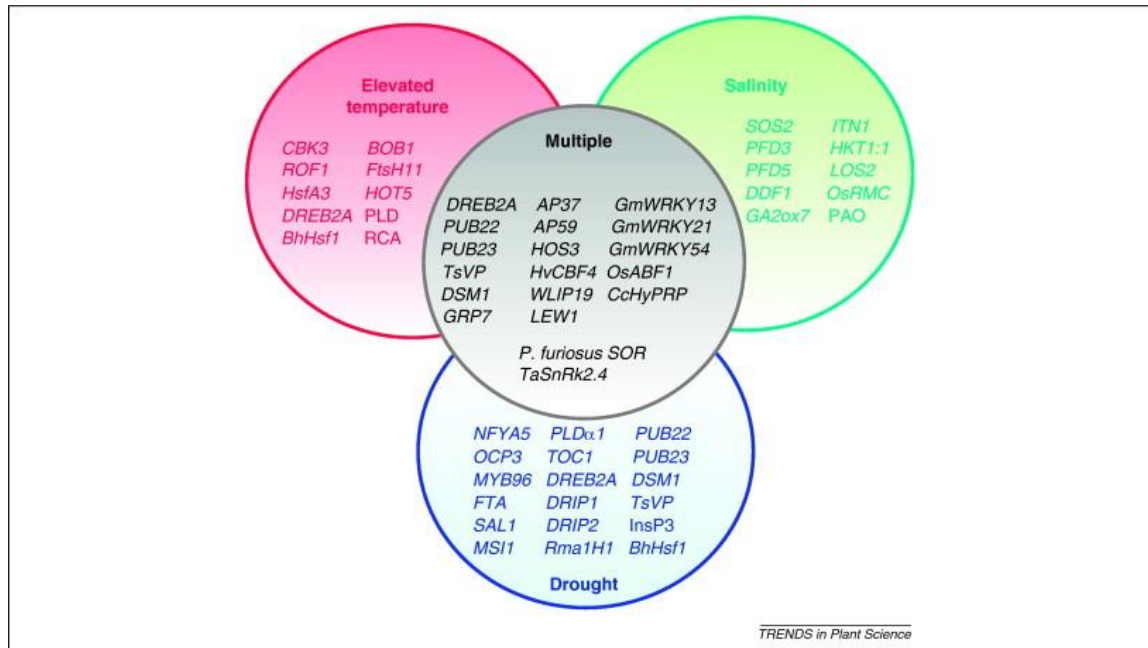 Elevated
temperature
CBK3 BOB1
ROF1 FtsH11
HsfA3 HOT5
DREB2A PLD
BhHsf1 RCA
Salinity
SOS2 ITN1
PFD3 HKT1:1
PFD5 LOS2
DDF1 OsRMC
GA2ox7 PAO
Multiple
DREB2A AP37 GmWRKY13
PUB22 AP59 GmWRKY21
PUB23 HOS3 GmWRKY54
TsVP HvCBF4 OsABF1
DSM1 WLIP19 CcHyPRP
GRP7 LEW1
P. furiosus SOR
TaSnRk2.4
NFYA5 PLDα1 PUB22
OCP3 TOC1 PUB23
MYB96 DREB2A DSM1
FTA DRIP1 TsVP
SAL1 DRIP2 InsP3
MSI1 Rma1H1 BhHsf1
Drought
TRENDS in Plant Science